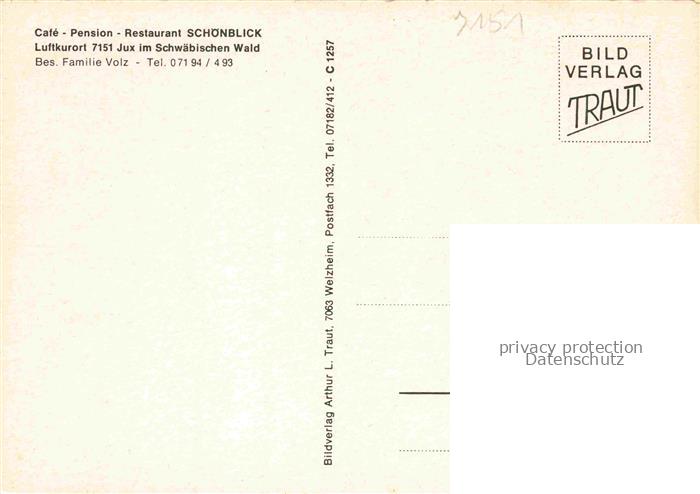 Café - Pension - Restaurant SCHÖNBLICK
Luftkurort 7151 Jux im Schwäbischen Wald
Bes. Familie Volz - Tel. 07194 / 493
Bildverlag Arthur L. Traut, 7063 Welzheim, Postfach 1332, Tel. 07182/412 - C 1257
7151
BILD
VERLAG
TRAUT
privacy protection
Datenschutz